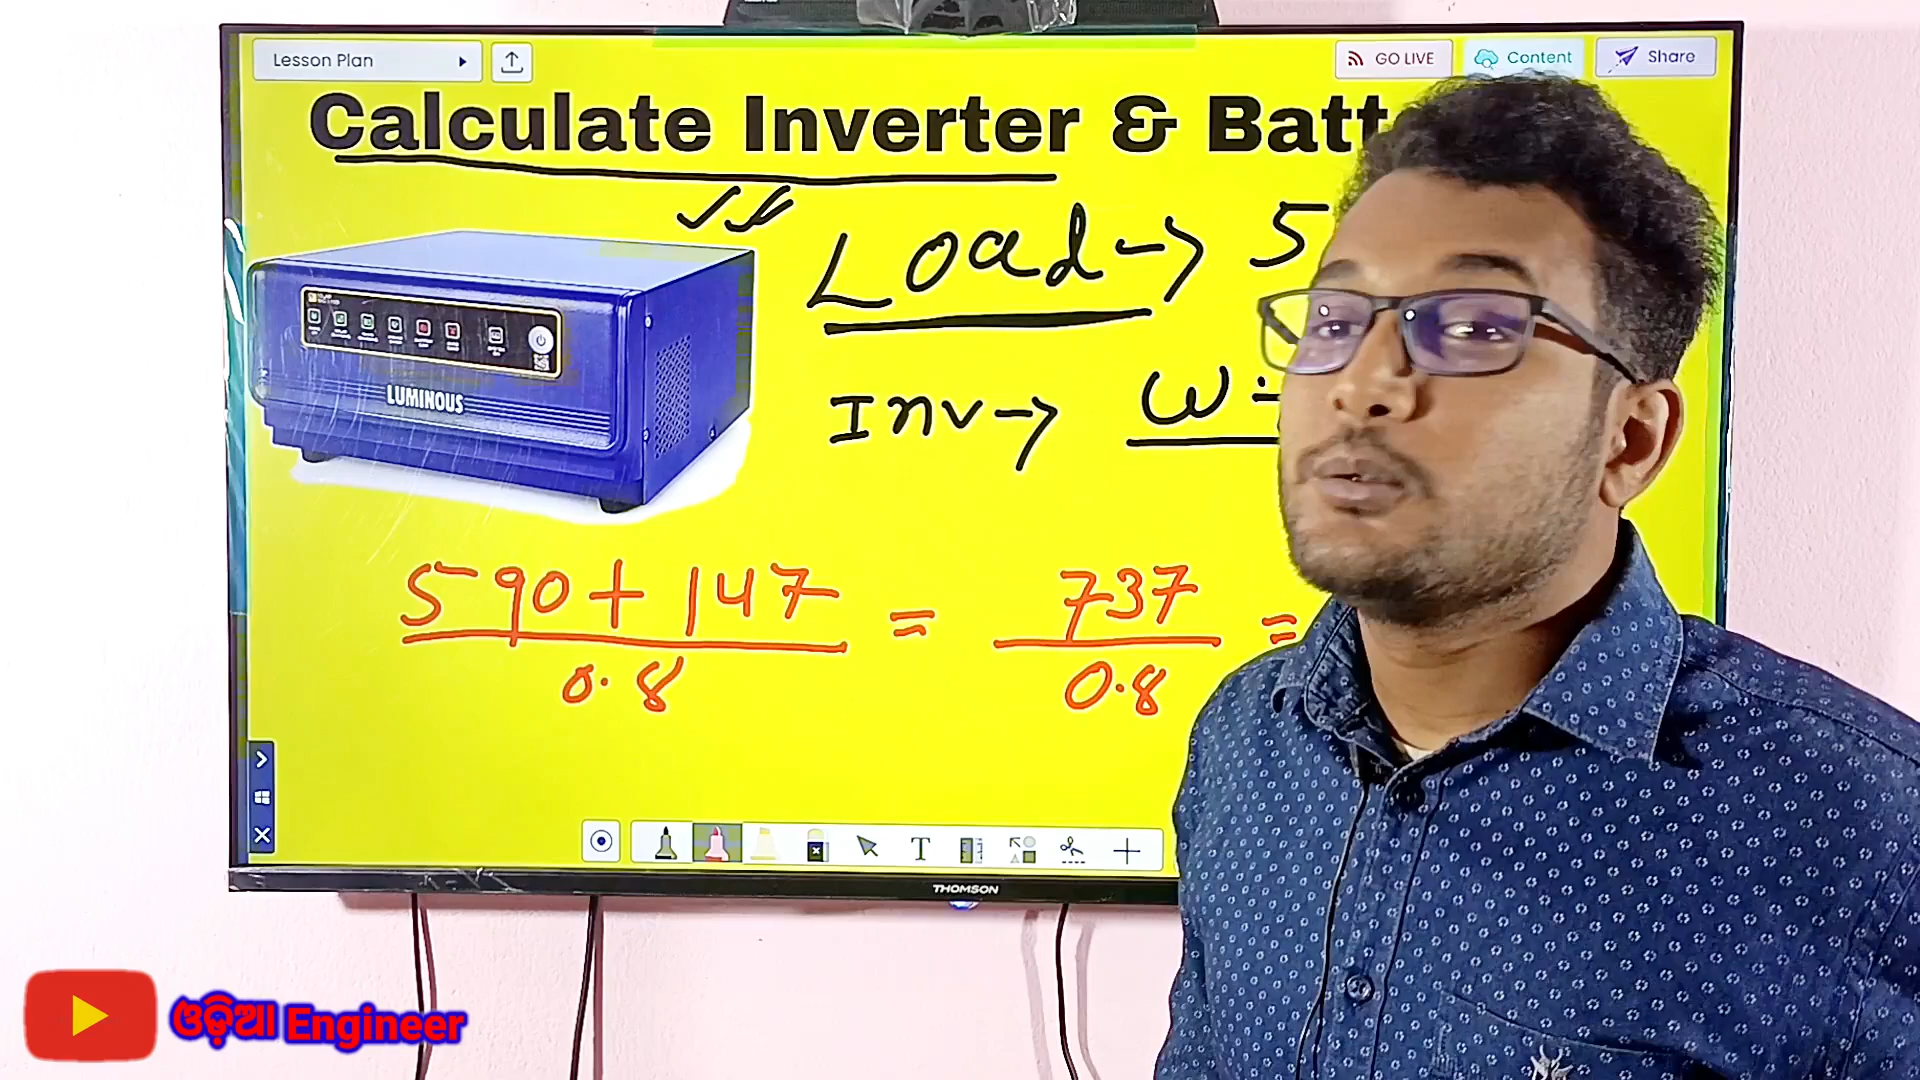 Lesson Plan
GO LIVE
Content
Share
Calculate Inverter & Batt
Load → 5
LUMINOUS
Inv → W ÷
590 + 147 / 0.8 = 737 / 0.8 =
T
THOMSON
ଓଡ଼ିଆ Engineer